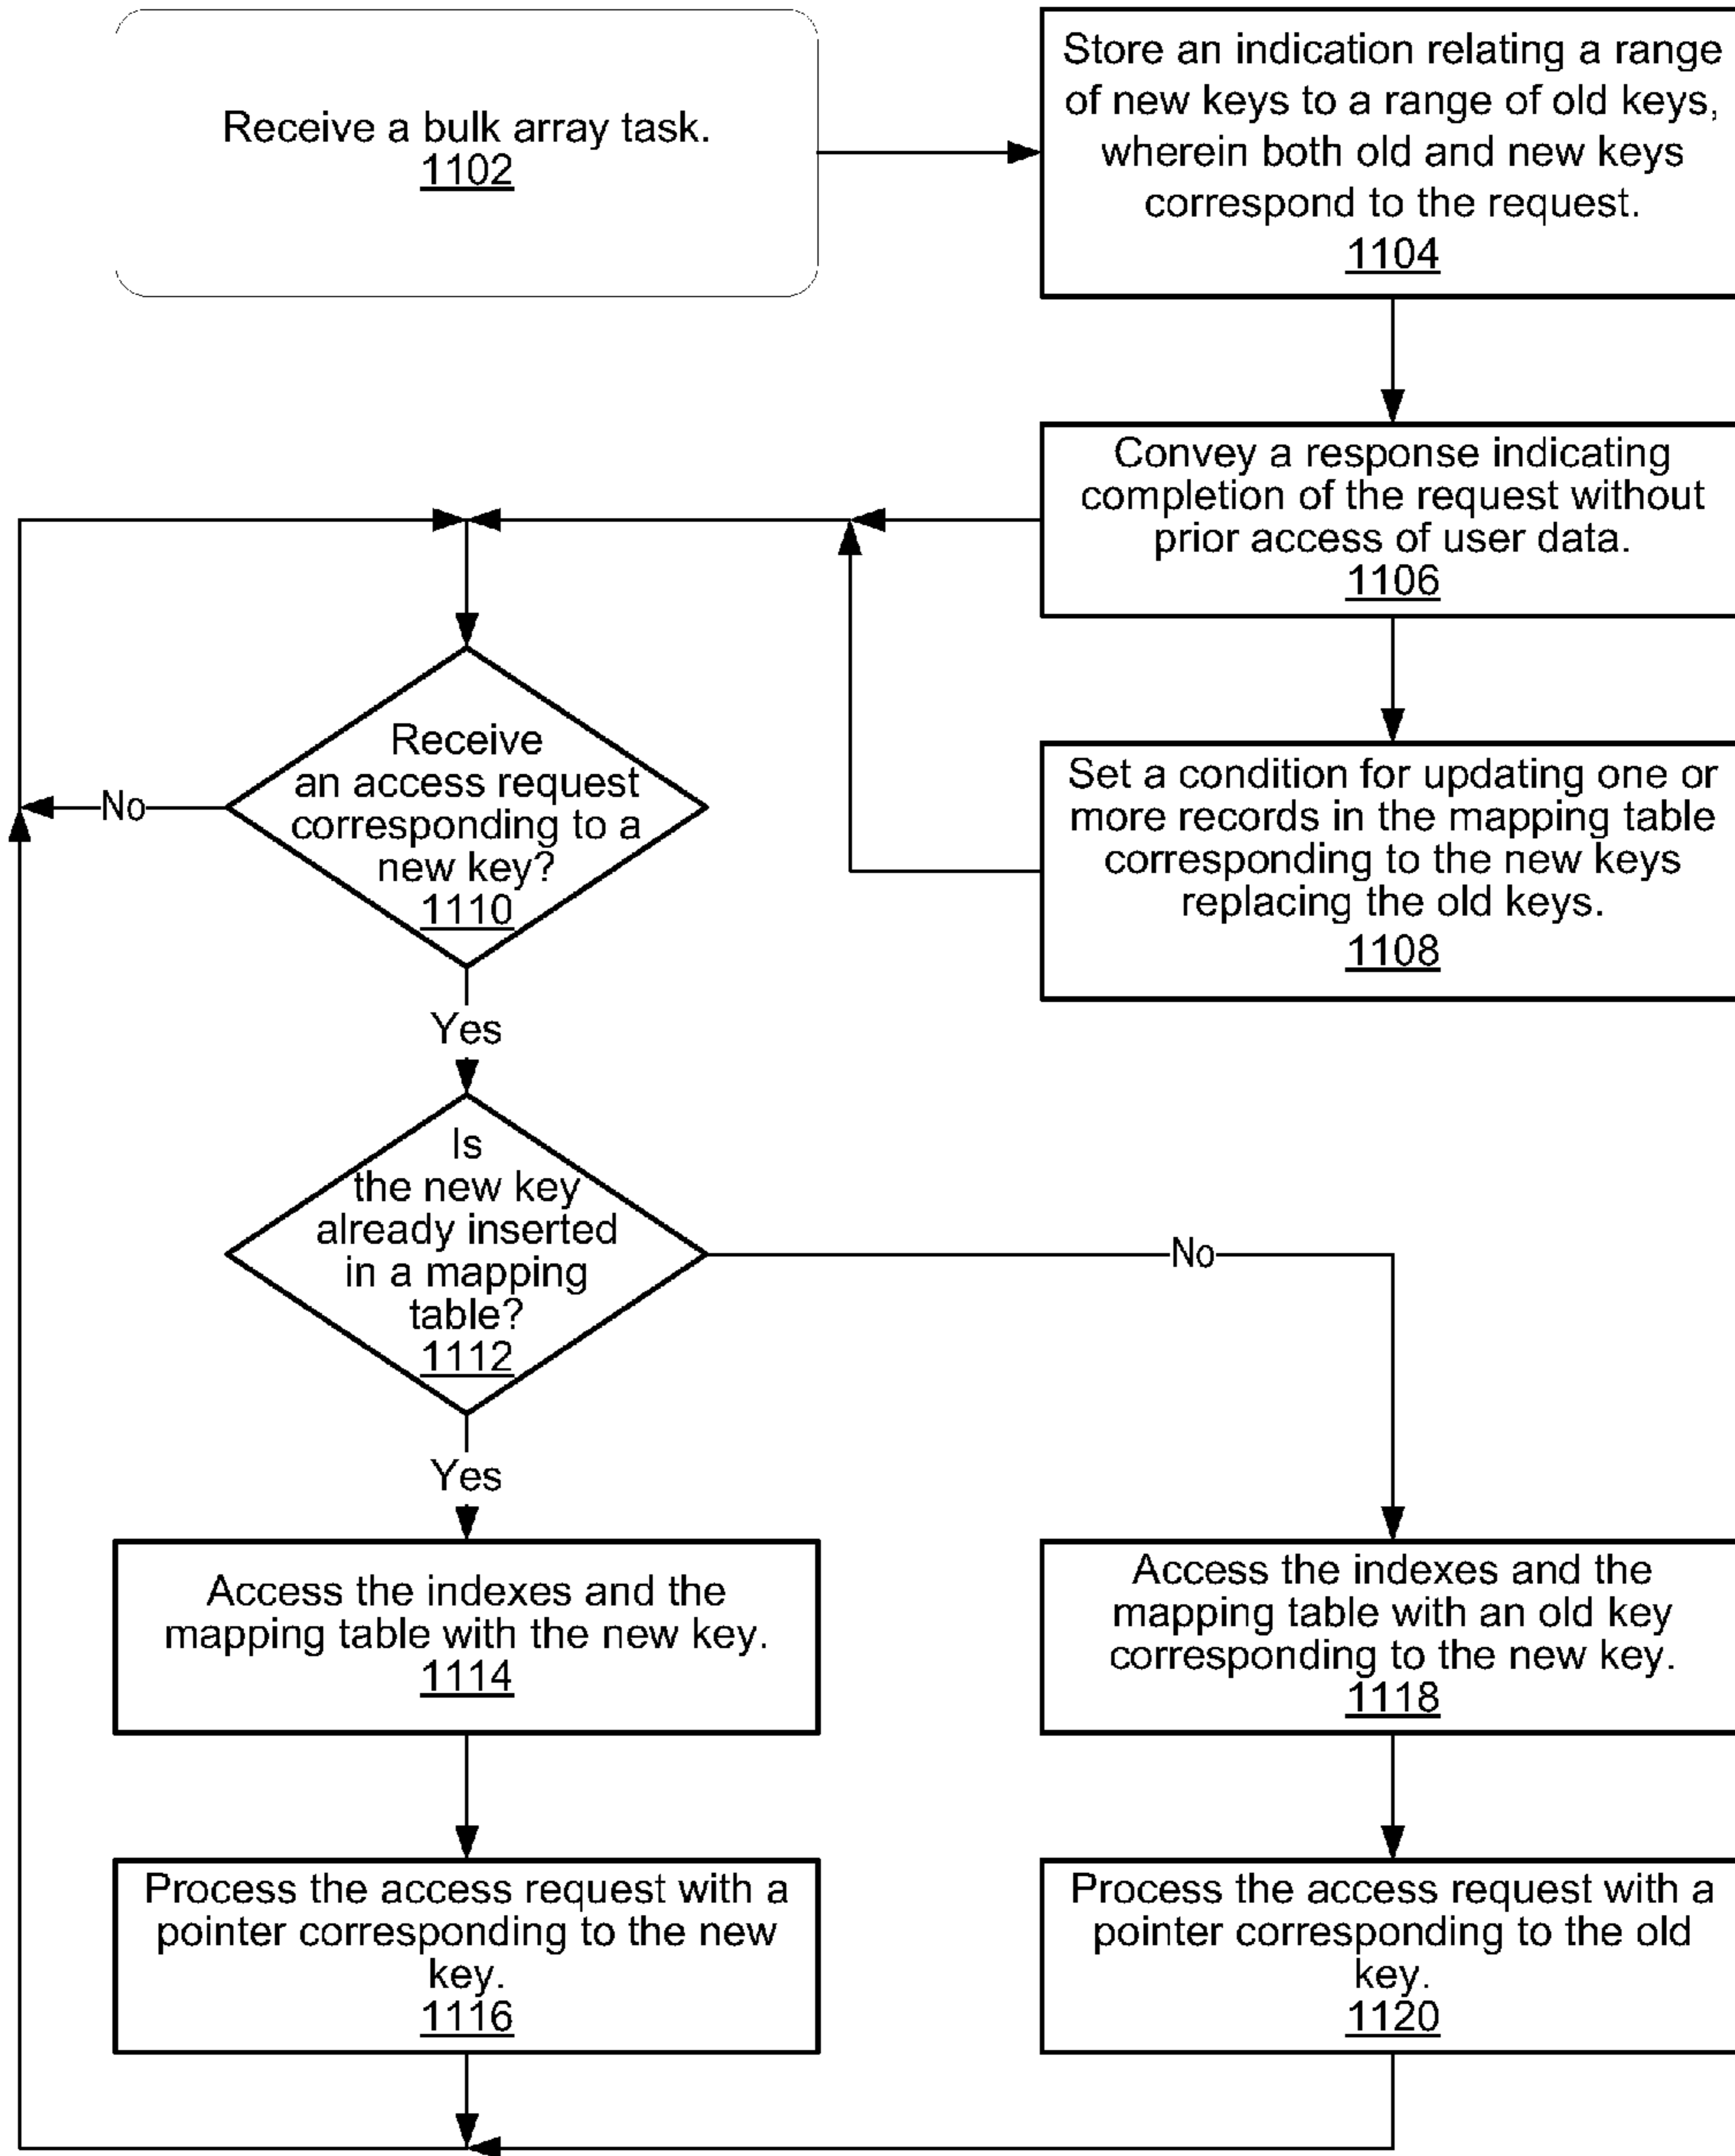 Receive a bulk array task.
1102
Store an indication relating a range
of new keys to a range of old keys,
wherein both old and new keys
correspond to the request.
1104
Convey a response indicating
completion of the request without
prior access of user data.
1106
Set a condition for updating one or
more records in the mapping table
corresponding to the new keys
replacing the old keys.
1108
Receive
an access request
corresponding to a
new key?
1110
No
Yes
Is
the new key
already inserted
in a mapping
table?
1112
No
Yes
Access the indexes and the
mapping table with the new key.
1114
Access the indexes and the
mapping table with an old key
corresponding to the new key.
1118
Process the access request with a
pointer corresponding to the new
key.
1116
Process the access request with a
pointer corresponding to the old
key.
1120